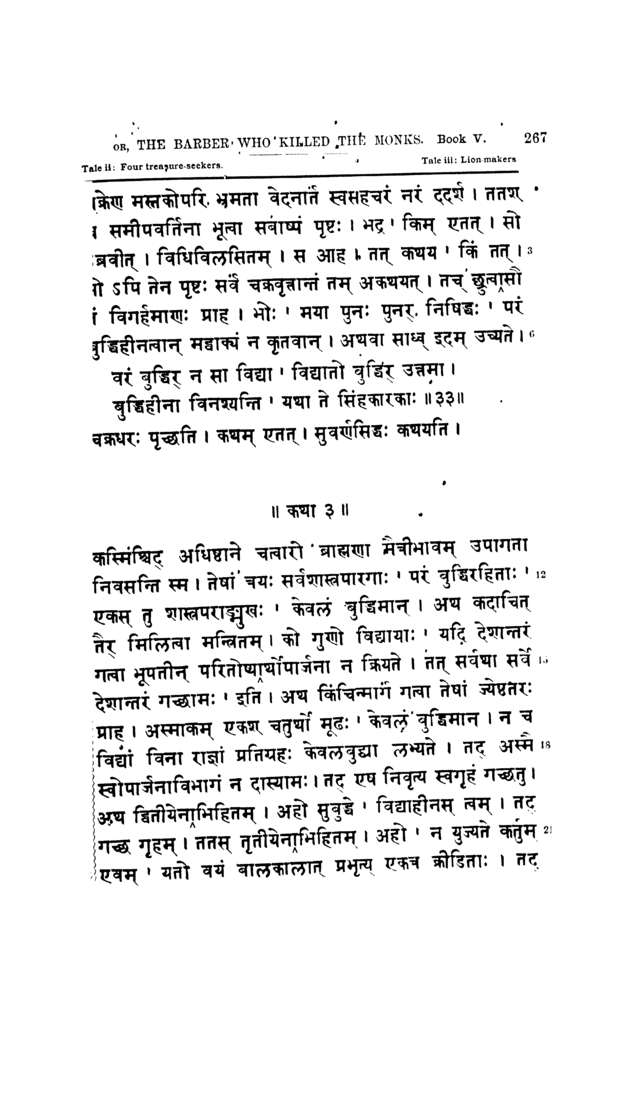 OR, THE BARBER WHO KILLED THE MONKS. Book V. 267
Tale ii: Four treasure-seekers. Tale iii: Lion-makers
क्रेण मस्तकोपरि भ्रमता वेदनार्तं स्वसहचरं नरं ददर्श । ततश्
समीपवर्तिना भूत्वा सबाष्पं पृष्टः । भद्र ' किम् एतत् । सो
ब्रवीत् । विधिविलसितम् । स आह । तत् कथय ' किं तत् । 3
ऽपि तेन पृष्टः सर्वं चक्रवृत्तान्तं तम् अकथयत् । तच् छ्रुत्वासौ
विगर्हमाणः प्राह । भोः ' मया पुनः पुनर् निषिद्धः ' परं
बुद्धिहीनत्वान् मद्वाक्यं न कृतवान् । अथवा साध्व् इदम् उच्यते । 6
वरं बुद्धिर् न सा विद्या ' विद्यातो बुद्धिर् उत्तमा ।
बुद्धिहीना विनश्यन्ति ' यथा ते सिंहकारकाः ॥३३॥
चक्रधरः पृच्छति । कथम् एतत् । सुवर्णसिद्धः कथयति ।
॥ कथा ३ ॥
कस्मिंश्चिद् अधिष्ठाने चत्वारो ब्राह्मणा मैत्रीभावम् उपागता
निवसन्ति स्म । तेषां त्रयः सर्वशास्त्रपारगाः ' परं बुद्धिरहिताः ' 12
एकस् तु शास्त्रपराङ्मुखः ' केवलं बुद्धिमान् । अथ कदाचित्
तैर् मिलित्वा मन्त्रितम् । को गुणो विद्यायाः ' यदि देशान्तरं
गत्वा भूपतीन् परितोष्यार्थोपार्जना न क्रियते । तत् सर्वथा सर्वे 15
देशान्तरं गच्छामः ' इति । अथ किंचिन्मार्गं गत्वा तेषां ज्येष्ठतरः
प्राह । अस्माकम् एकश् चतुर्थो मूढः ' केवलं बुद्धिमान् । न च
विद्यां विना राज्ञां प्रतिग्रहः केवलबुद्ध्या लभ्यते । तद् अस्मै 18
स्वोपार्जनाविभागं न दास्यामः । तद् एष निवृत्य स्वगृहं गच्छतु ।
अथ द्वितीयेनाभिहितम् । अहो सुबुद्धे ' विद्याहीनस् त्वम् । तद्
गच्छ गृहम् । ततस् तृतीयेनाभिहितम् । अहो ' न युज्यते कर्तुम् 21
एवम् ' यतो वयं बालकालात् प्रभृत्य् एकत्र क्रीडिताः । तद्